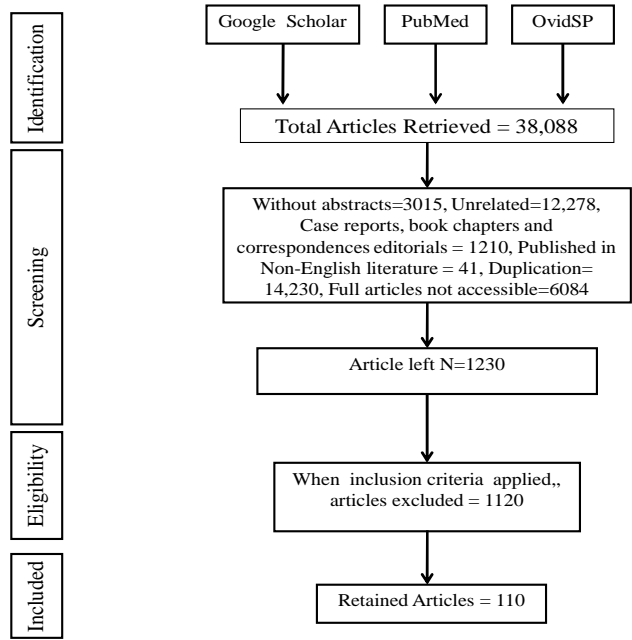 Google Scholar
PubMed
OvidSP
Identification
Total Articles Retrieved = 38,088
Screening
Without abstracts=3015, Unrelated=12,278,
Case reports, book chapters and
correspondences editorials = 1210, Published in
Non-English literature = 41, Duplication=
14,230, Full articles not accessible=6084
Article left N=1230
Eligibility
When inclusion criteria applied,,
articles excluded = 1120
Included
Retained Articles = 110